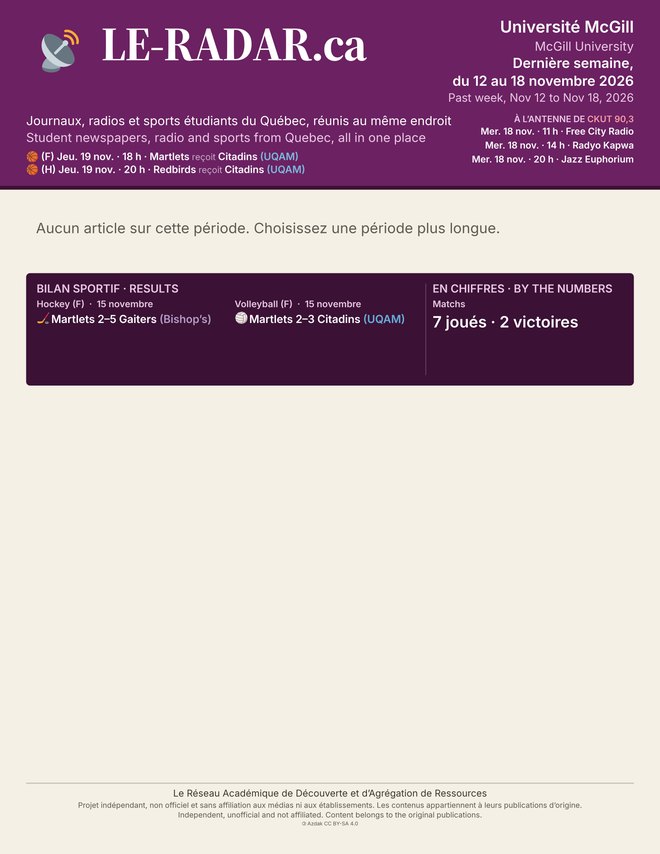 LE-RADAR.ca
Université McGill
McGill University
Dernière semaine,
du 12 au 18 novembre 2026
Past week, Nov 12 to Nov 18, 2026
Journaux, radios et sports étudiants du Québec, réunis au même endroit
Student newspapers, radio and sports from Quebec, all in one place
(F) Jeu. 19 nov. · 18 h · Martlets reçoit Citadins (UQAM)
(H) Jeu. 19 nov. · 20 h · Redbirds reçoit Citadins (UQAM)
À L'ANTENNE DE CKUT 90,3
Mer. 18 nov. · 11 h · Free City Radio
Mer. 18 nov. · 14 h · Radyo Kapwa
Mer. 18 nov. · 20 h · Jazz Euphorium
Aucun article sur cette période. Choisissez une période plus longue.
BILAN SPORTIF · RESULTS
Hockey (F) · 15 novembre
Martlets 2–5 Gaiters (Bishop's)
Volleyball (F) · 15 novembre
Martlets 2–3 Citadins (UQAM)
EN CHIFFRES · BY THE NUMBERS
Matchs
7 joués · 2 victoires
Le Réseau Académique de Découverte et d'Agrégation de Ressources
Projet indépendant, non officiel et sans affiliation aux médias ni aux établissements. Les contenus appartiennent à leurs publications d'origine.
Independent, unofficial and not affiliated. Content belongs to the original publications.
© Azdak CC BY-SA 4.0